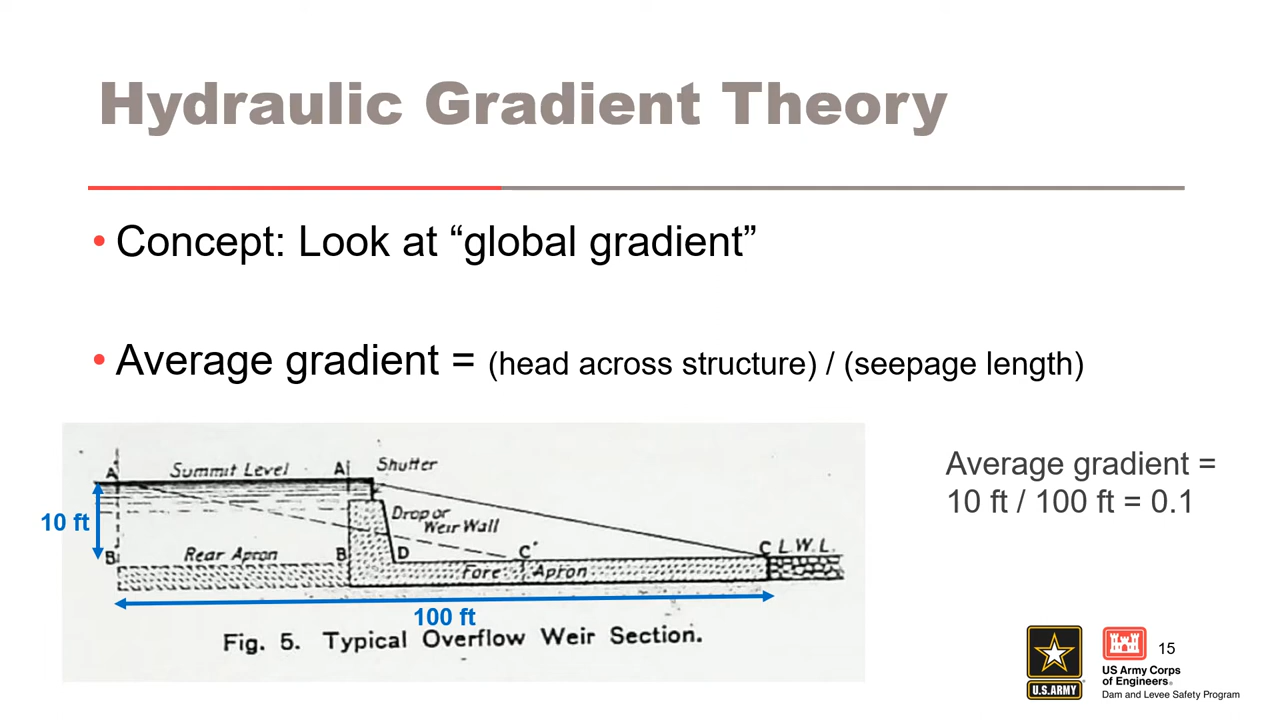 Hydraulic Gradient Theory
• Concept: Look at “global gradient”
• Average gradient = (head across structure) / (seepage length)
A'
Summit Level
A
Shutter
10 ft
Drop or
Weir Wall
B'
Rear Apron
B
D
C'
C
L.W.L.
Fore Apron
100 ft
Fig. 5. Typical Overflow Weir Section.
Average gradient =
10 ft / 100 ft = 0.1
U.S.ARMY
US Army Corps
of Engineers®
Dam and Levee Safety Program
15